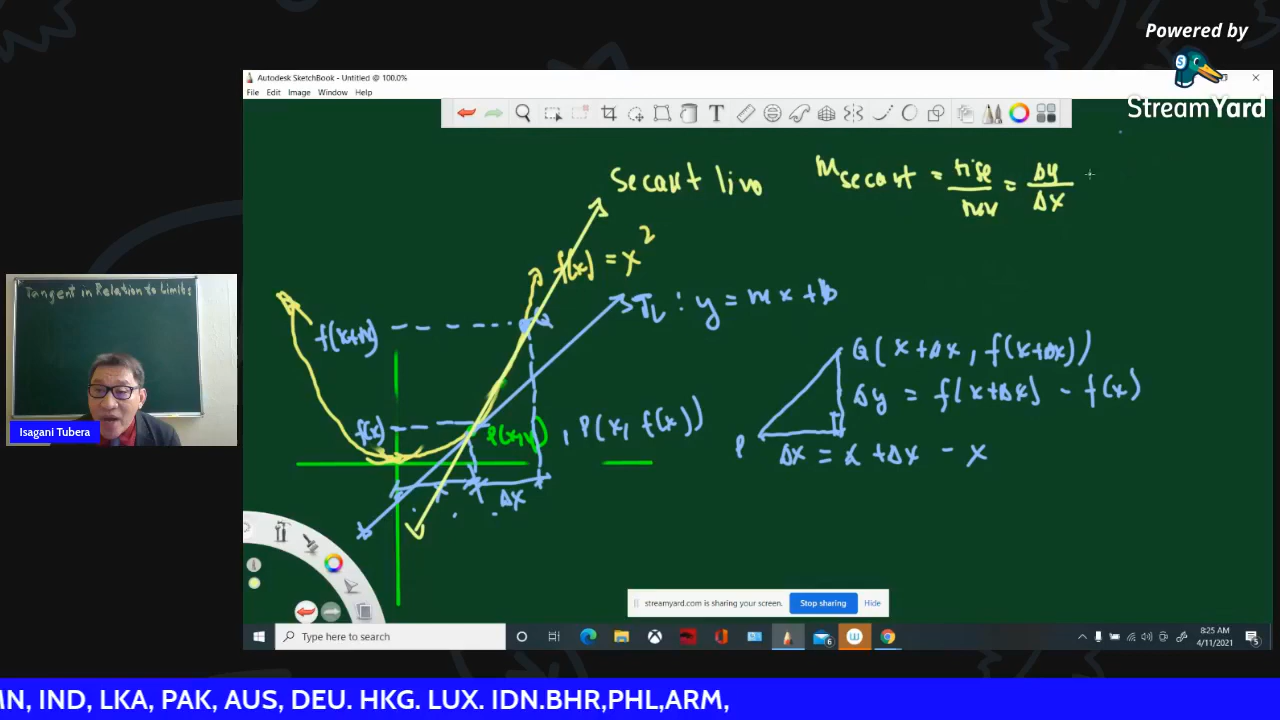 Powered by
StreamYard
Autodesk SketchBook - Untitled @ 100.0%
File Edit Image Window Help
Secant line
Msecant = rise/run = Δy/Δx
f(x) = x²
TL : y = mx + b
Q
f(x+Δx)
Q(x+Δx, f(x+Δx))
Δy = f(x+Δx) - f(x)
f(x)
P(x,y), P(x, f(x))
P
Δx = x + Δx - x
x Δx
Tangent in Relation to Limits
Isagani Tubera
streamyard.com is sharing your screen. Stop sharing Hide
Type here to search
8:25 AM
4/11/2021
MN, IND, LKA, PAK, AUS, DEU. HKG. LUX. IDN.BHR,PHL,ARM,